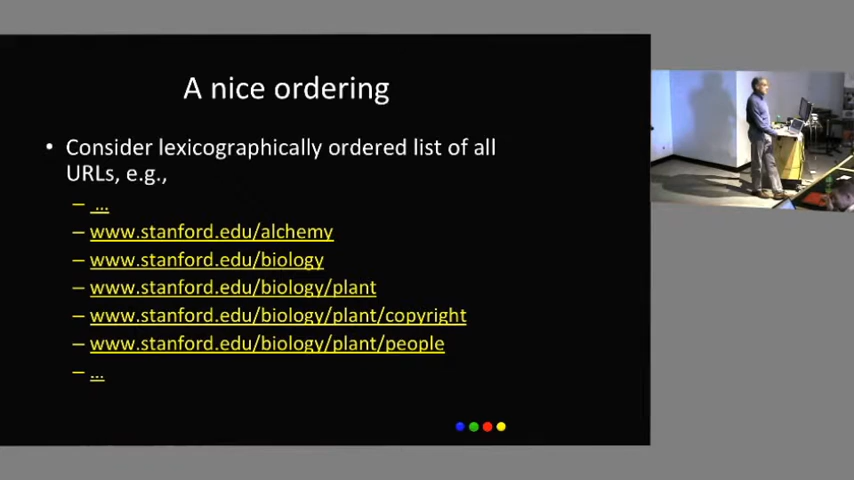 A nice ordering
• Consider lexicographically ordered list of all
URLs, e.g.,
– ...
– www.stanford.edu/alchemy
– www.stanford.edu/biology
– www.stanford.edu/biology/plant
– www.stanford.edu/biology/plant/copyright
– www.stanford.edu/biology/plant/people
– ...